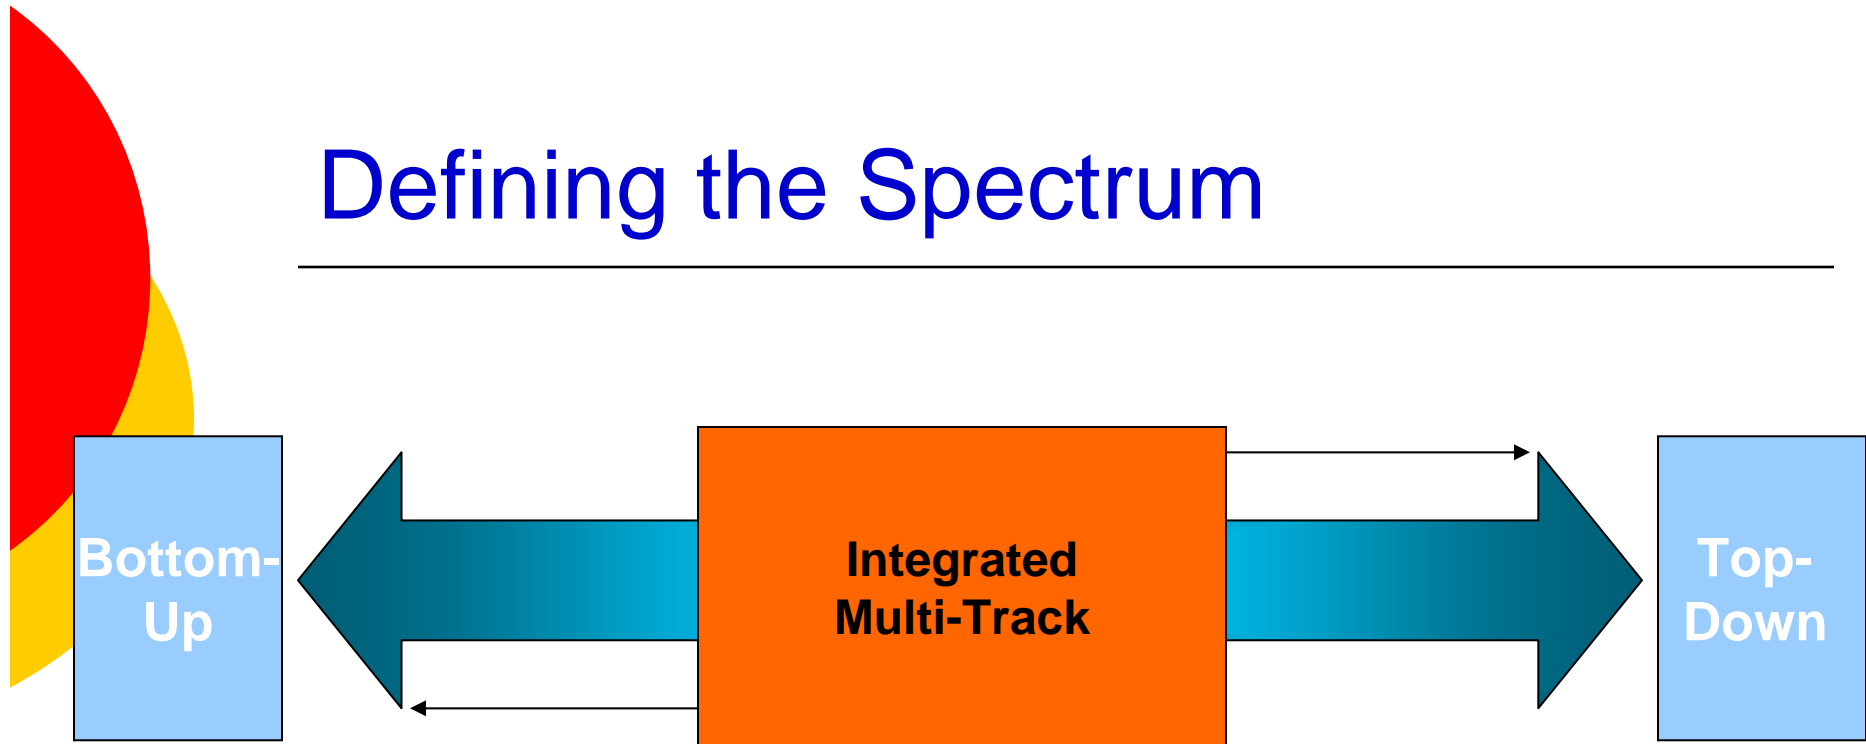 Defining the Spectrum
Bottom-
Up
Integrated
Multi-Track
Top-
Down